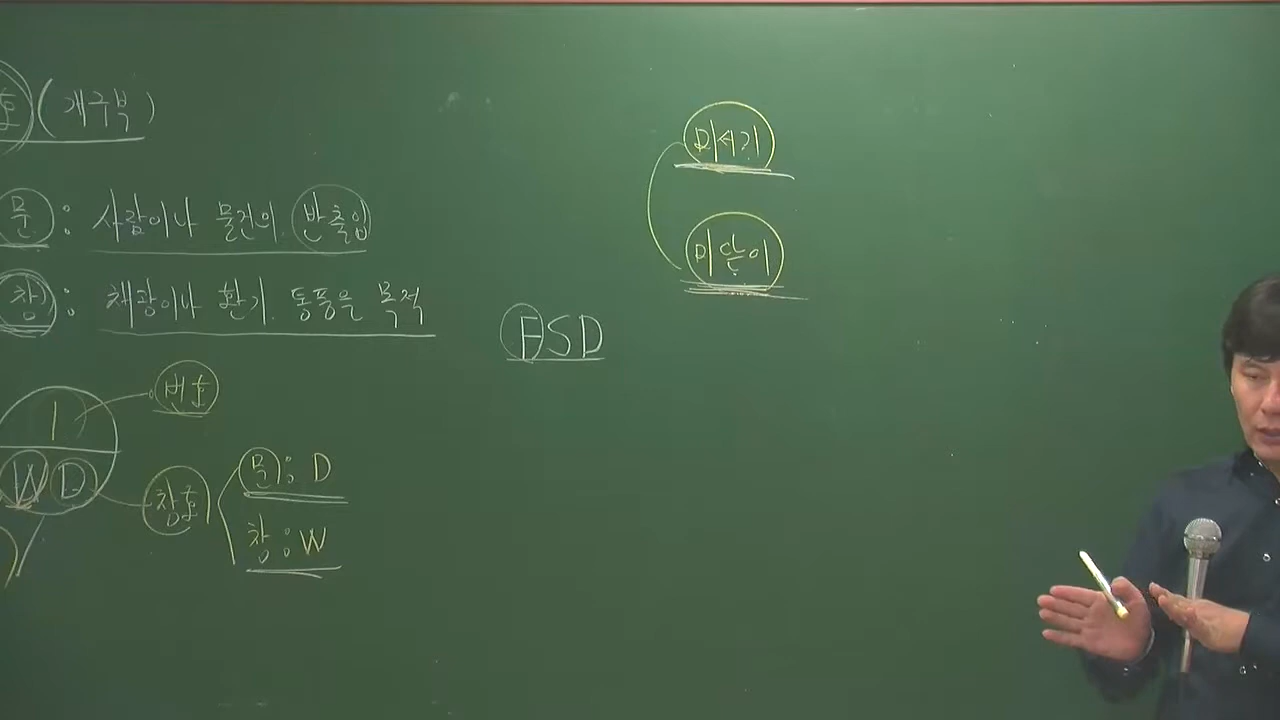 호 (개구부)
문 : 사람이나 물건의 반출입
창 : 채광이나 환기 통풍을 목적
1
번호
W D
창호
문 : D
창 : W
FSD
미서기
미닫이